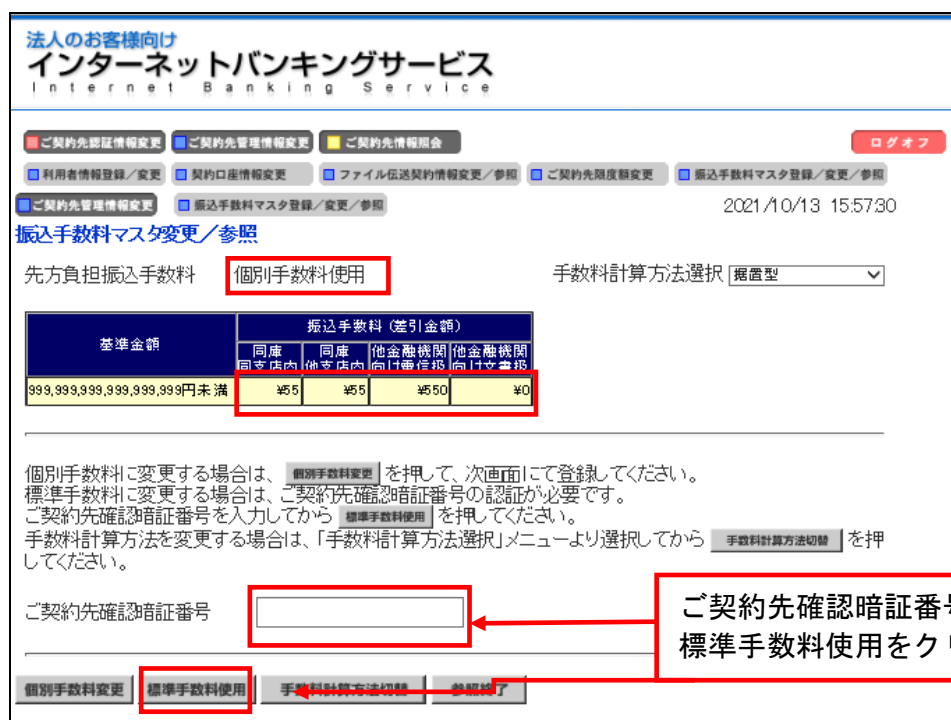 法人のお客様向け
インターネットバンキングサービス
Internet Banking Service
ご契約先認証情報変更 ご契約先管理情報変更 ご契約先情報照会 ログオフ
利用者情報登録／変更 契約口座情報変更 ファイル伝送契約情報変更／参照 ご契約先限度額変更 振込手数料マスタ登録／変更／参照
ご契約先管理情報変更 振込手数料マスタ登録／変更／参照 2021/10/13 15:57:30
振込手数料マスタ変更／参照
先方負担振込手数料 個別手数料使用 手数料計算方法選択 据置型
基準金額 振込手数料（差引金額）
同庫 同支店内 同庫 他支店内 他金融機関 向け電信扱 他金融機関 向け文書扱
999,999,999,999,999,999円未満 ¥55 ¥55 ¥550 ¥0
個別手数料に変更する場合は、 個別手数料変更 を押して、次画面にて登録してください。
標準手数料に変更する場合は、ご契約先確認暗証番号の認証が必要です。
ご契約先確認暗証番号を入力してから 標準手数料使用 を押してください。
手数料計算方法を変更する場合は、「手数料計算方法選択」メニューより選択してから 手数料計算方法切替 を押
してください。
ご契約先確認暗証番号
ご契約先確認暗証番号
標準手数料使用をクリ
個別手数料変更 標準手数料使用 手数料計算方法切替 参照終了